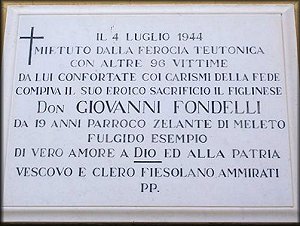 IL 4 LUGLIO 1944
MIETUTO DALLA FEROCIA TEUTONICA
CON ALTRE 96 VITTIME
DA LUI CONFORTATE COI CARISMI DELLA FEDE
COMPIVA IL SUO EROICO SACRIFICIO IL FIGLINESE
DON GIOVANNI FONDELLI
DA 19 ANNI PARROCO ZELANTE DI MELETO
FULGIDO ESEMPIO
DI VERO AMORE A DIO ED ALLA PATRIA
VESCOVO E CLERO FIESOLANO AMMIRATI
PP.